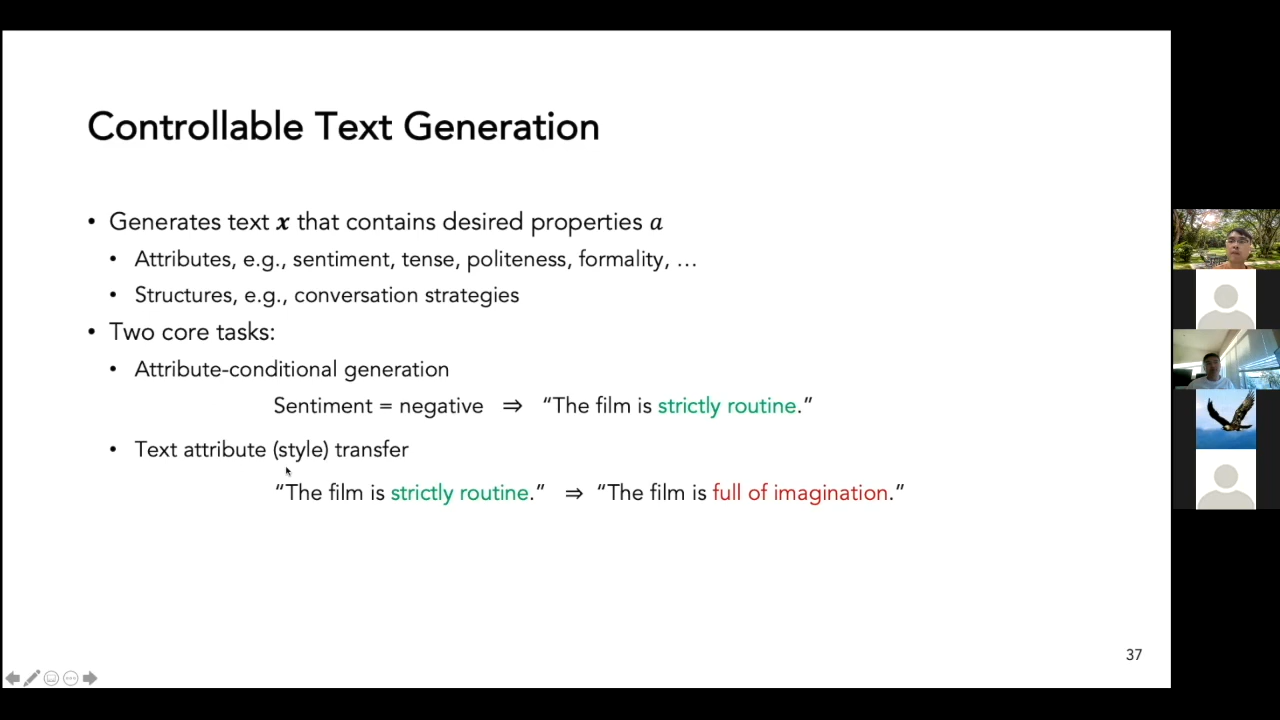 Controllable Text Generation
• Generates text x that contains desired properties a
• Attributes, e.g., sentiment, tense, politeness, formality, …
• Structures, e.g., conversation strategies
• Two core tasks:
• Attribute-conditional generation
Sentiment = negative ⇒ “The film is strictly routine.”
• Text attribute (style) transfer
“The film is strictly routine.” ⇒ “The film is full of imagination.”
37